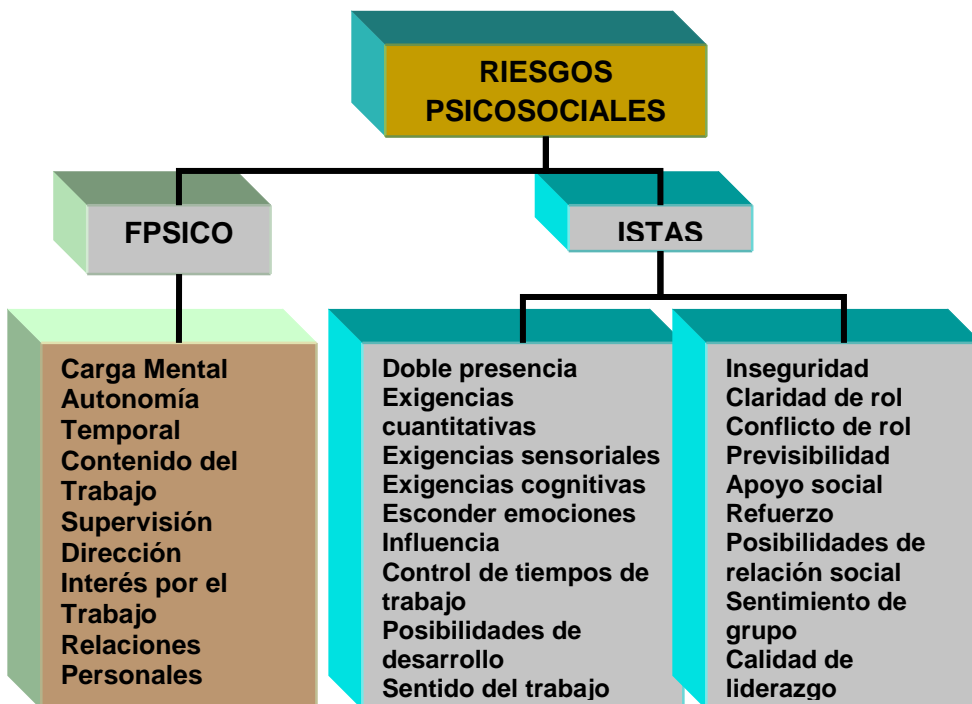 RIESGOS
PSICOSOCIALES
FPSICO
ISTAS
Carga Mental
Autonomía
Temporal
Contenido del
Trabajo
Supervisión
Dirección
Interés por el
Trabajo
Relaciones
Personales
Doble presencia
Exigencias
cuantitativas
Exigencias sensoriales
Exigencias cognitivas
Esconder emociones
Influencia
Control de tiempos de
trabajo
Posibilidades de
desarrollo
Sentido del trabajo
Inseguridad
Claridad de rol
Conflicto de rol
Previsibilidad
Apoyo social
Refuerzo
Posibilidades de
relación social
Sentimiento de
grupo
Calidad de
liderazgo